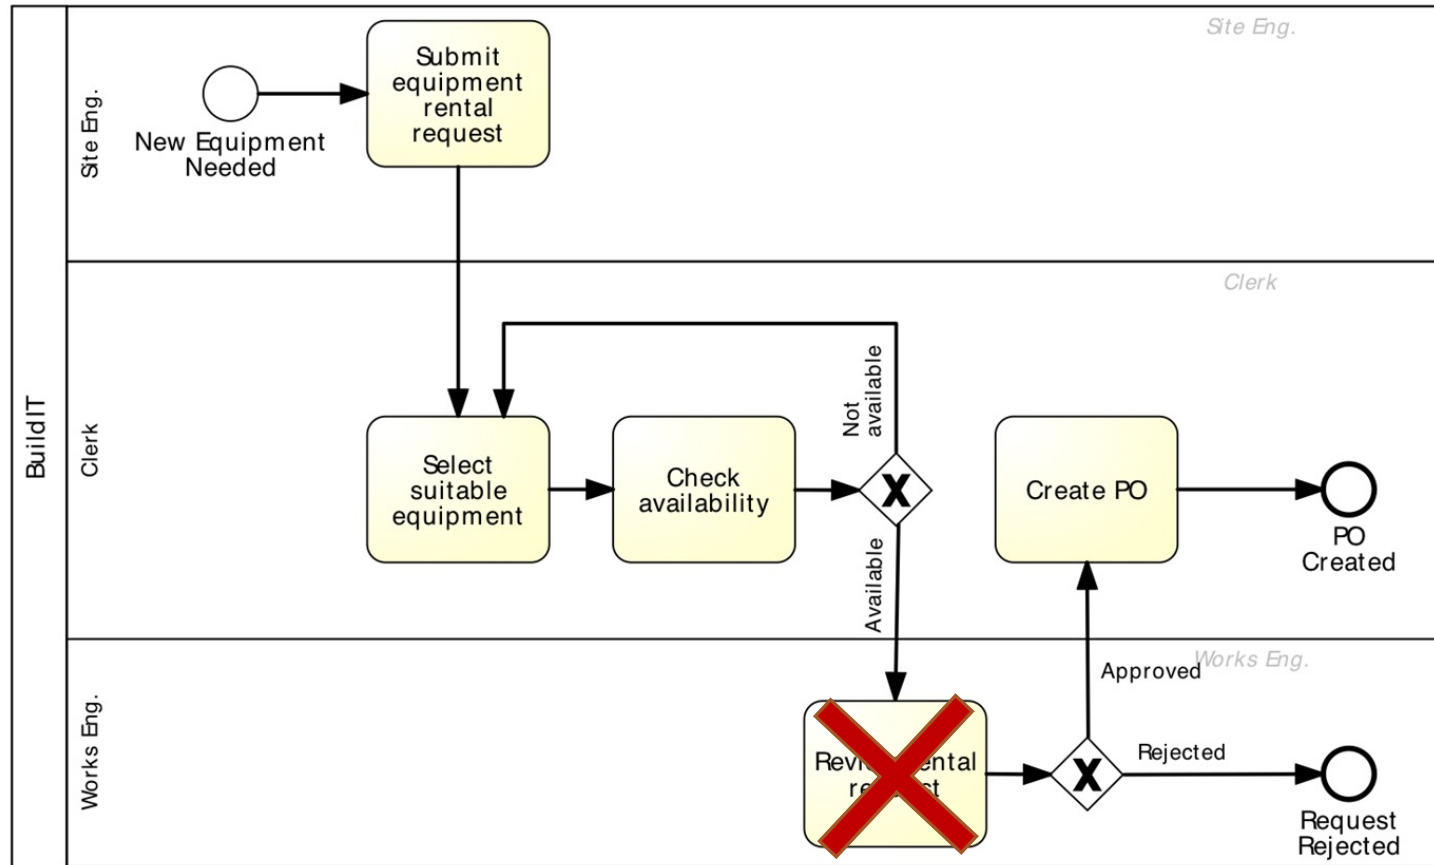 Site Eng.
Submit
equipment
rental
request
New Equipment
Needed
Site Eng.
Clerk
BuildIT
Clerk
Not
available
Select
suitable
equipment
Check
availability
X
Create PO
PO
Created
Available
Works Eng.
Approved
Works Eng.
rental
X
Rejected
Request
Rejected